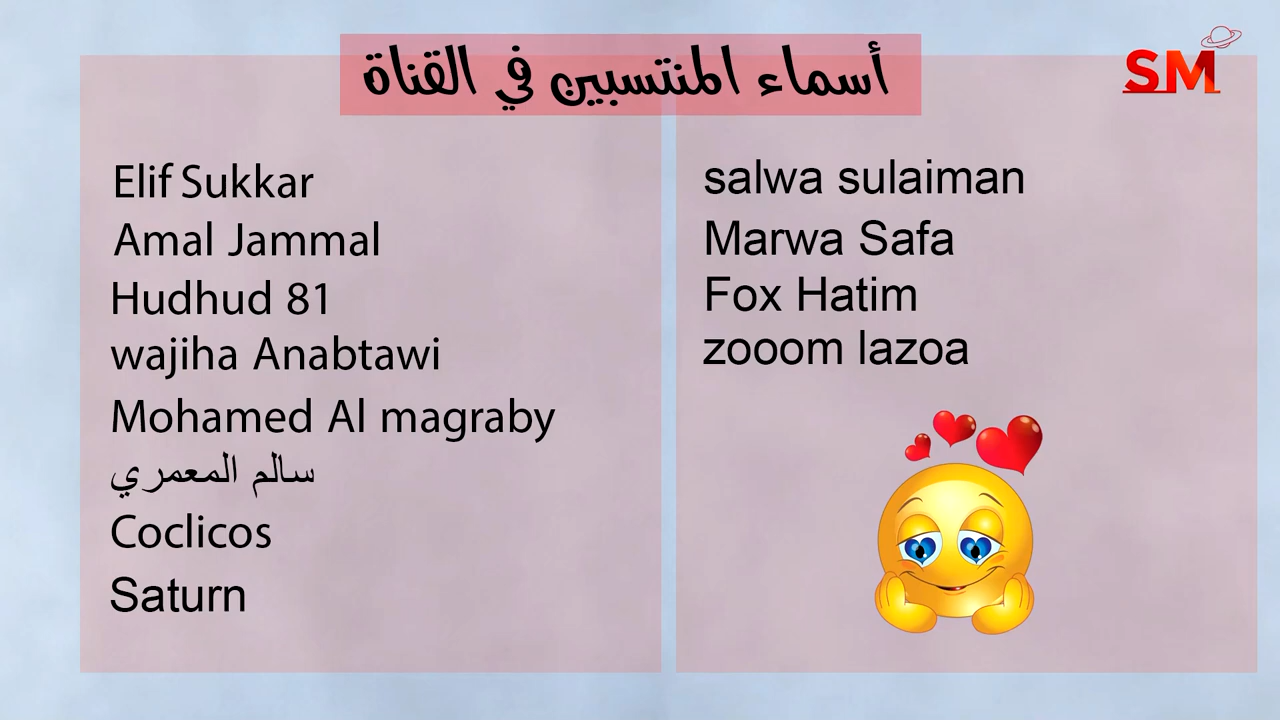 أسماء المنتسبين في القناة
SM
Elif Sukkar
Amal Jammal
Hudhud 81
wajiha Anabtawi
Mohamed Al magraby
سالم المعمري
Coclicos
Saturn
salwa sulaiman
Marwa Safa
Fox Hatim
zooom lazoa